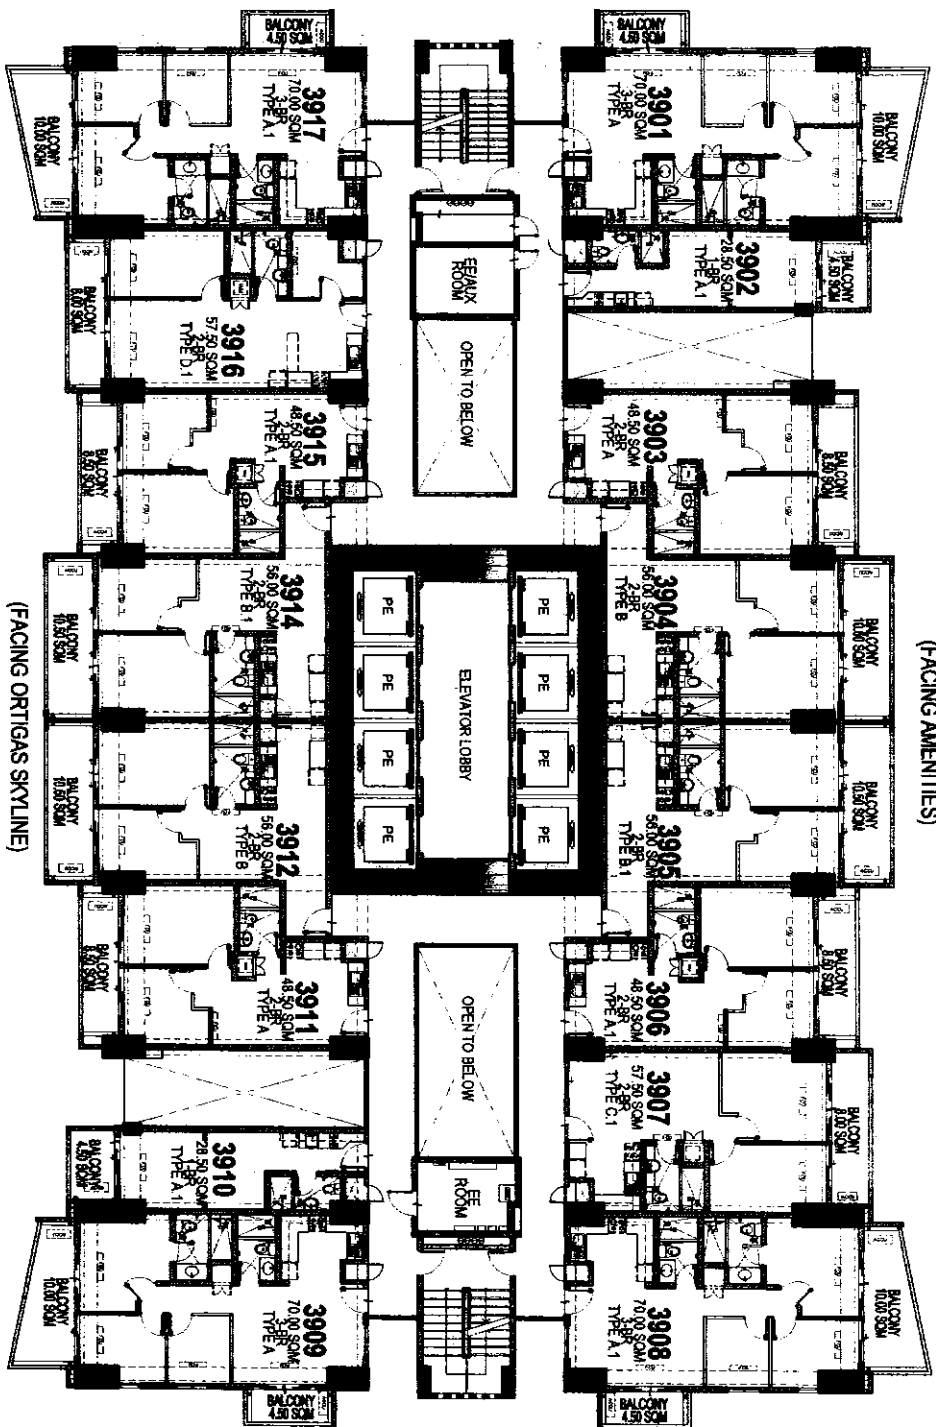 BALCONY
4.50 SQM
BALCONY
4.50 SQM
BALCONY
10.00 SQM
3917
70.00 SQM
3-BR
TYPE A.1
3901
70.00 SQM
3-BR
TYPE A
BALCONY
10.00 SQM
BALCONY
8.00 SQM
3916
57.50 SQM
2-BR
TYPE D.1
EE/AUX
ROOM
3902
28.50 SQM
1-BR
TYPE A.1
BALCONY
4.50 SQM
OPEN TO BELOW
BALCONY
8.50 SQM
3915
48.50 SQM
2-BR
TYPE A.1
3903
48.50 SQM
2-BR
TYPE A
BALCONY
8.50 SQM
BALCONY
10.50 SQM
3914
56.00 SQM
2-BR
TYPE B.1
PE
PE
PE
PE
ELEVATOR LOBBY
PE
PE
PE
PE
3904
56.00 SQM
2-BR
TYPE B
BALCONY
10.50 SQM
(FACING ORTIGAS SKYLINE)
(FACING AMENITIES)
BALCONY
10.50 SQM
3912
56.00 SQM
2-BR
TYPE B
3905
56.00 SQM
2-BR
TYPE B.1
BALCONY
10.50 SQM
BALCONY
8.50 SQM
3911
48.50 SQM
2-BR
TYPE A
OPEN TO BELOW
3906
48.50 SQM
2-BR
TYPE A.1
BALCONY
8.50 SQM
3907
57.50 SQM
2-BR
TYPE C.1
BALCONY
8.00 SQM
BALCONY
4.50 SQM
3910
28.50 SQM
1-BR
TYPE A.1
EE
ROOM
BALCONY
10.00 SQM
3909
70.00 SQM
3-BR
TYPE A
3908
70.00 SQM
3-BR
TYPE A.1
BALCONY
10.00 SQM
BALCONY
4.50 SQM
BALCONY
4.50 SQM